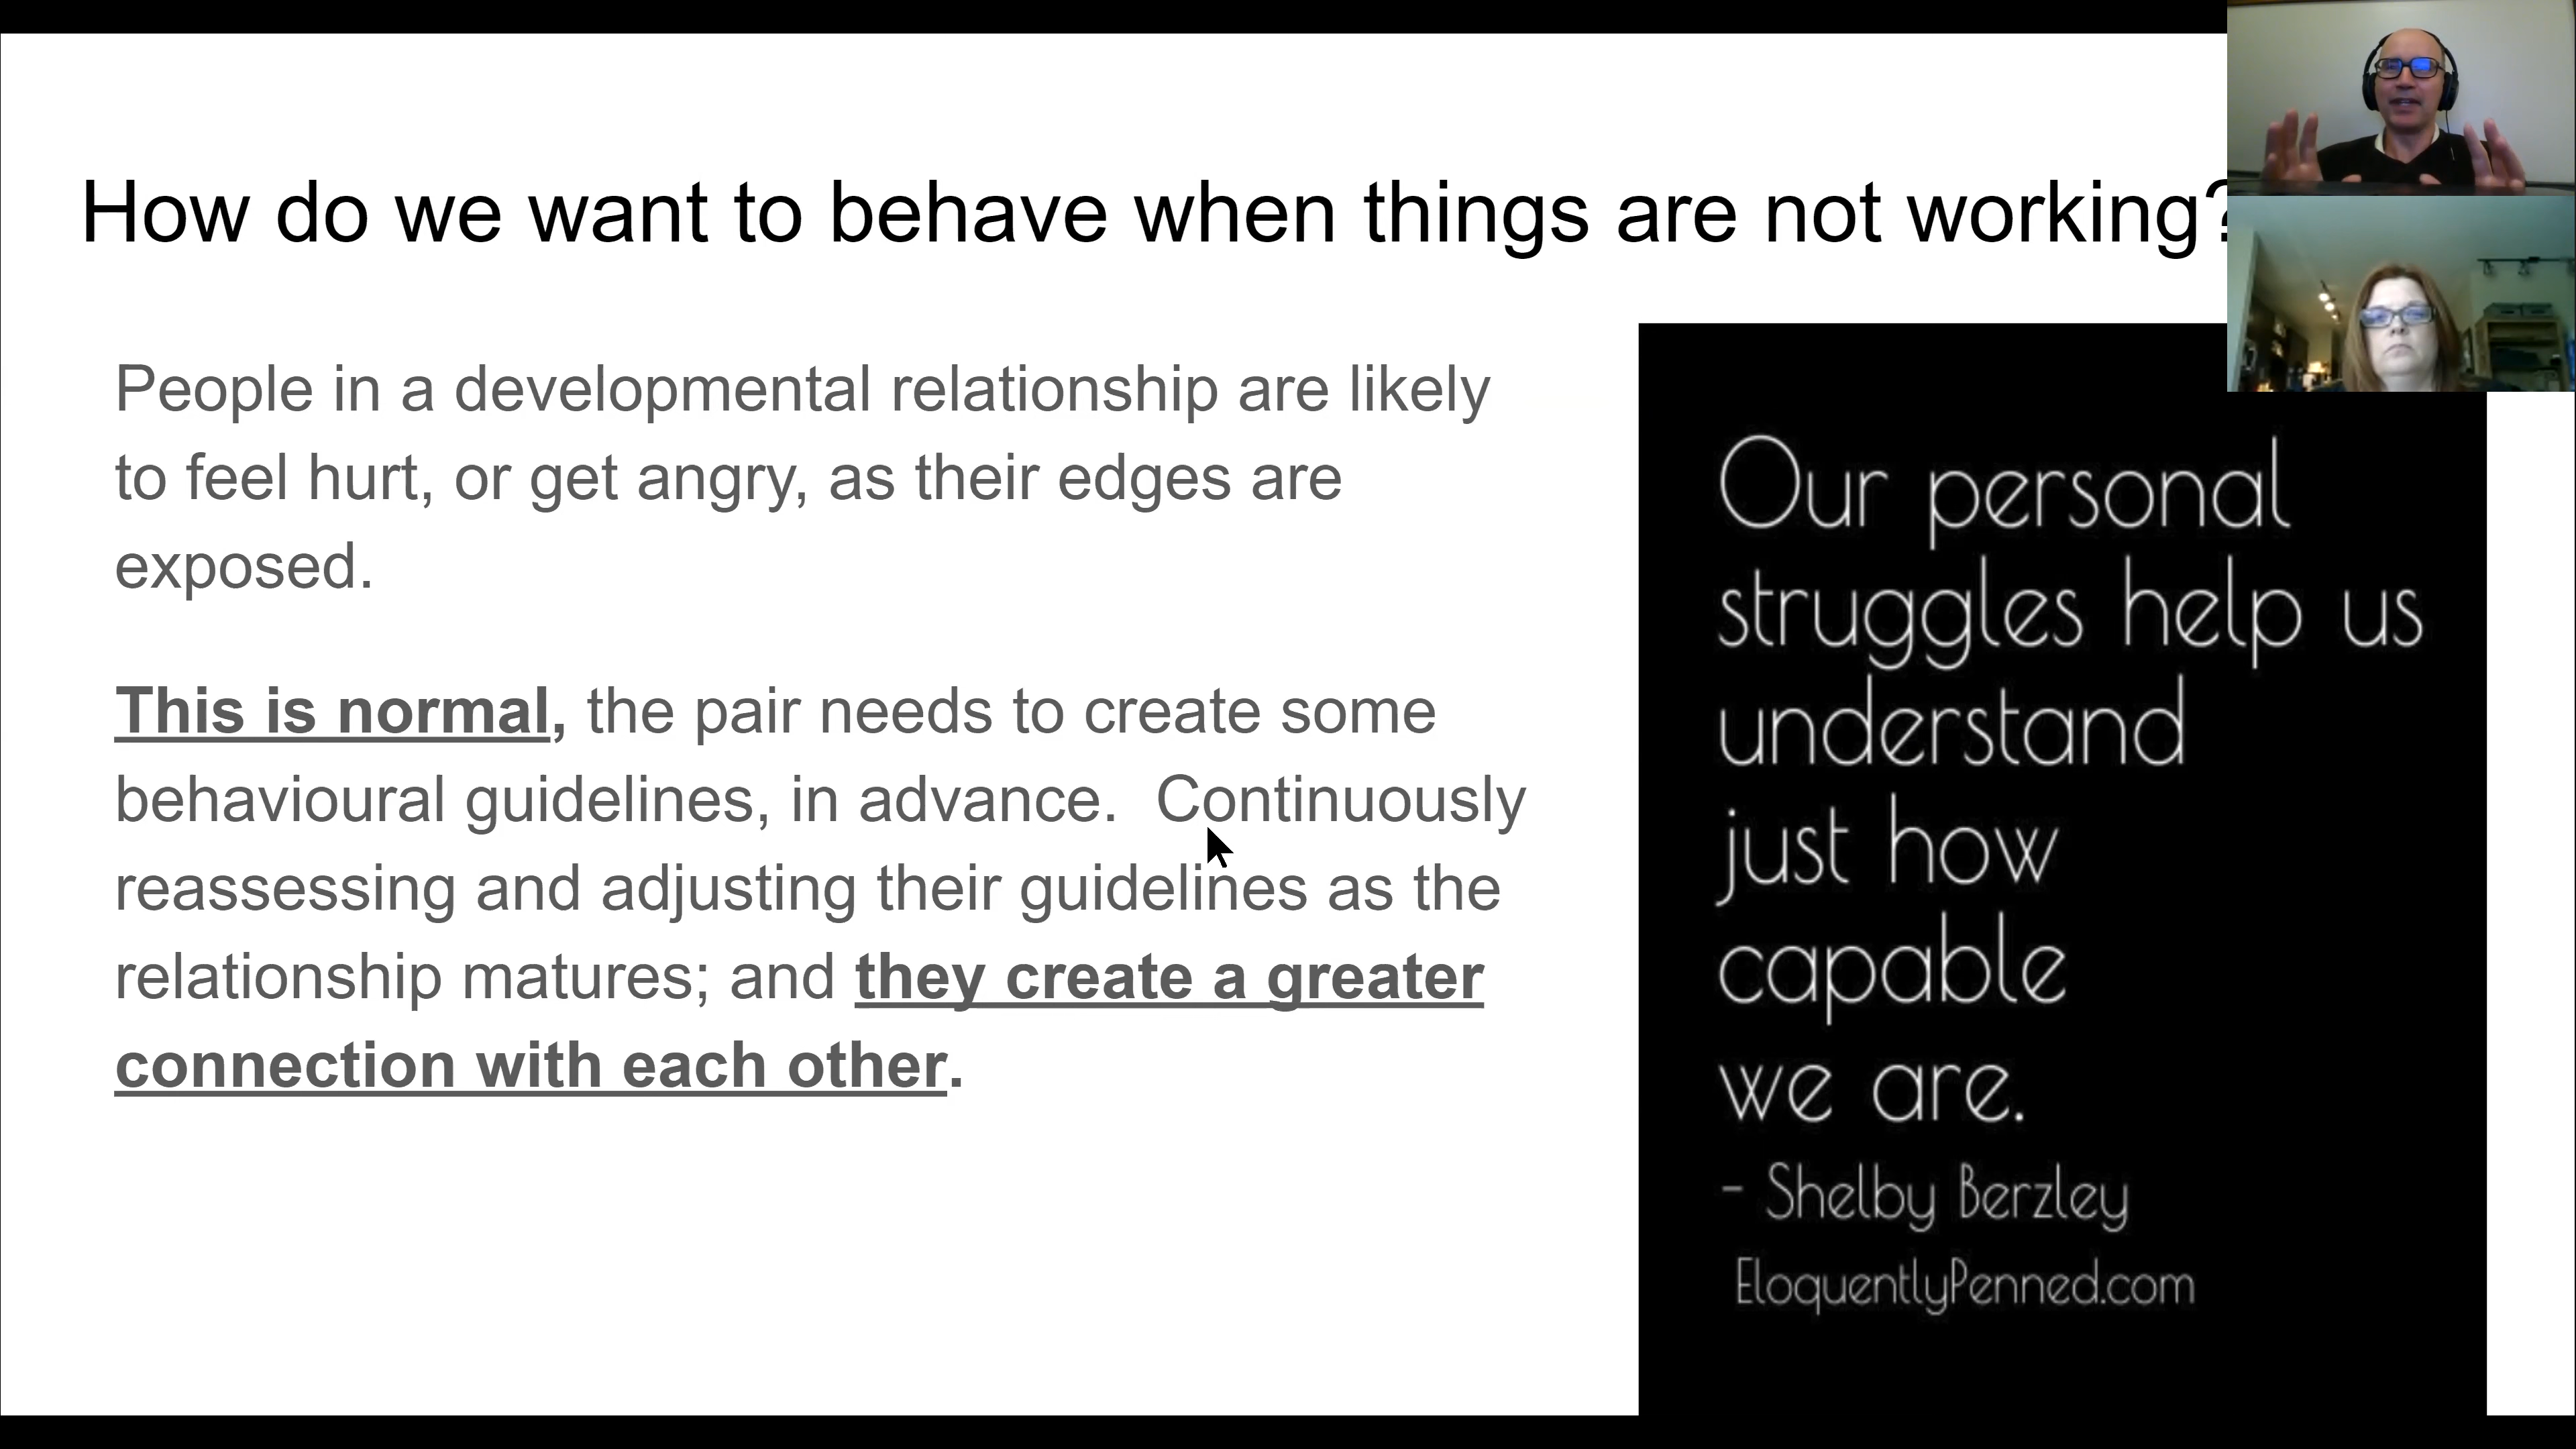 How do we want to behave when things are not working?
People in a developmental relationship are likely
to feel hurt, or get angry, as their edges are
exposed.
This is normal, the pair needs to create some
behavioural guidelines, in advance.  Continuously
reassessing and adjusting their guidelines as the
relationship matures; and they create a greater
connection with each other.
Our personal
struggles help us
understand
just how
capable
we are.
- Shelby Berzley
EloquentlyPenned.com